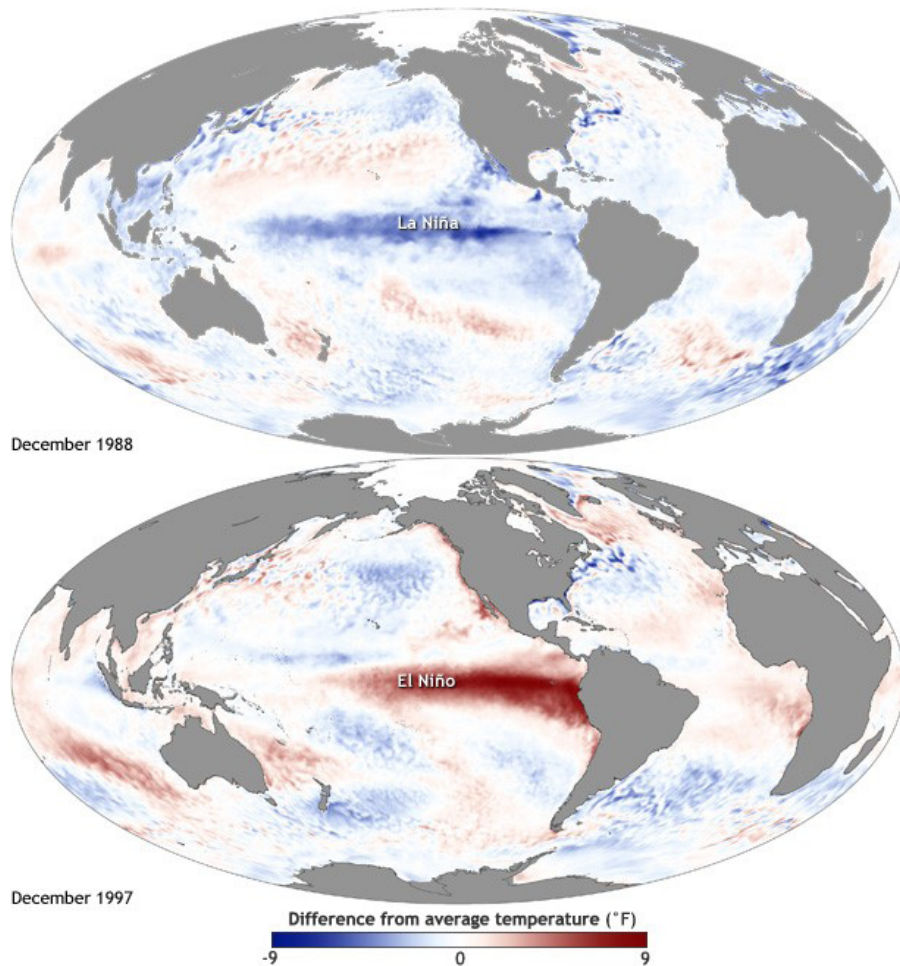 La Niña
December 1988
El Niño
December 1997
Difference from average temperature (°F)
-9 0 9